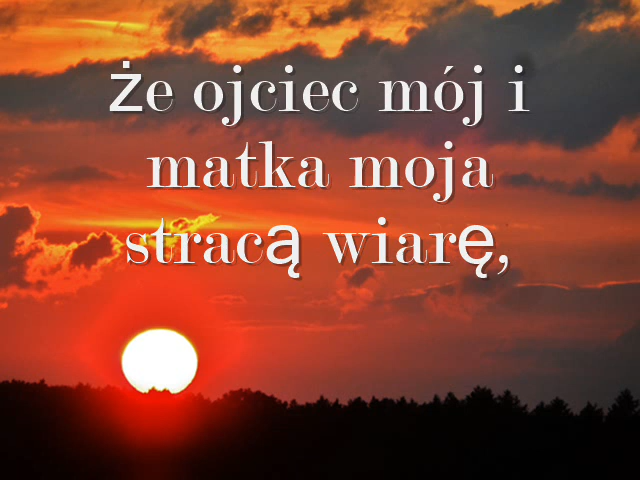 że ojciec mój i
matka moja
stracą wiarę,